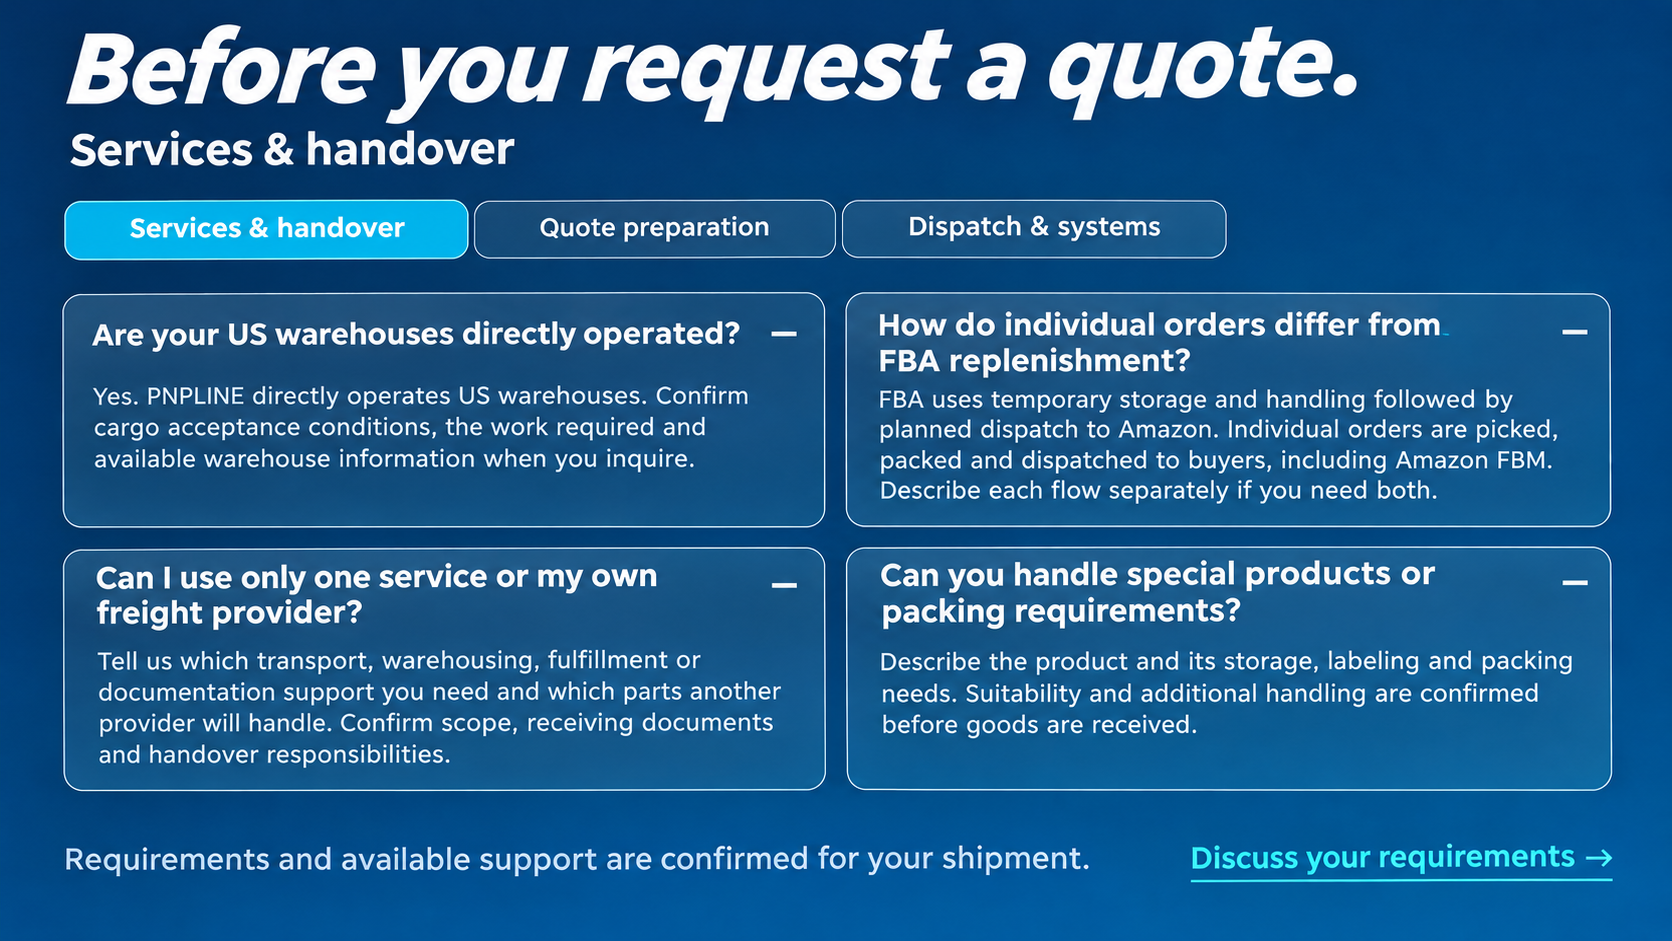 Before you request a quote.
Services & handover
Services & handover
Quote preparation
Dispatch & systems
Are your US warehouses directly operated?
Yes. PNPLINE directly operates US warehouses. Confirm
cargo acceptance conditions, the work required and
available warehouse information when you inquire.
How do individual orders differ from
FBA replenishment?
FBA uses temporary storage and handling followed by
planned dispatch to Amazon. Individual orders are picked,
packed and dispatched to buyers, including Amazon FBM.
Describe each flow separately if you need both.
Can I use only one service or my own
freight provider?
Tell us which transport, warehousing, fulfillment or
documentation support you need and which parts another
provider will handle. Confirm scope, receiving documents
and handover responsibilities.
Can you handle special products or
packing requirements?
Describe the product and its storage, labeling and packing
needs. Suitability and additional handling are confirmed
before goods are received.
Requirements and available support are confirmed for your shipment.
Discuss your requirements →